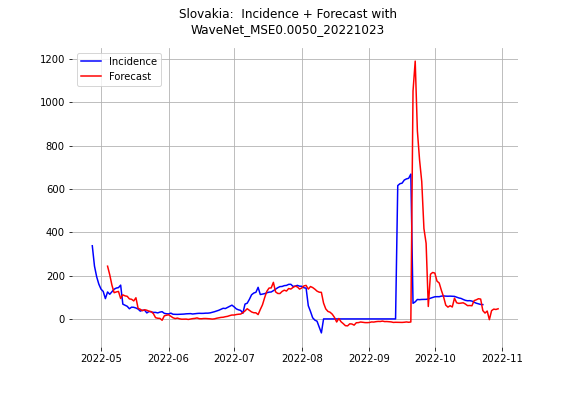 Slovakia:  Incidence + Forecast with
WaveNet_MSE0.0050_20221023
Incidence
Forecast
1200
1000
800
600
400
200
0
2022-05 2022-06 2022-07 2022-08 2022-09 2022-10 2022-11